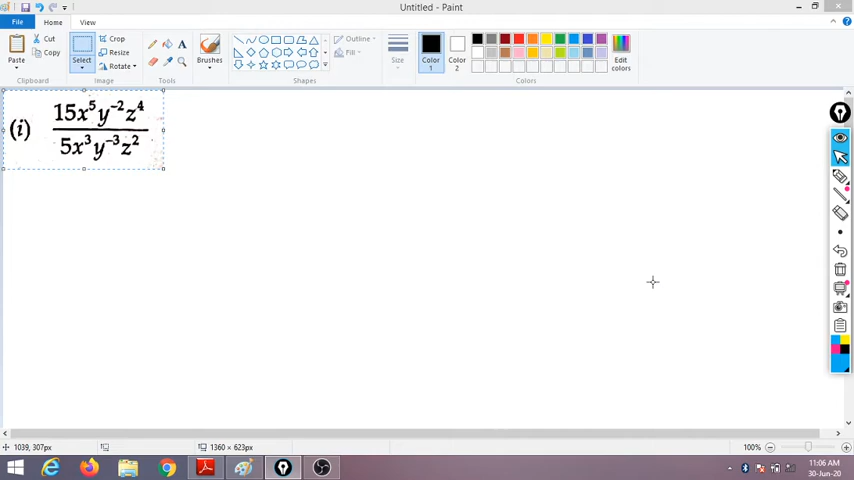 Untitled - Paint
File Home View
Paste
Cut
Copy
Clipboard
Select
Crop
Resize
Rotate
Image
A
Tools
Brushes
Shapes
Outline
Fill
Size
Color 1
Color 2
Edit colors
Colors
(i) 15x⁵y⁻²z⁴
5x³y⁻³z²
1039, 307px
1360 × 623px
100%
11:06 AM
30-Jun-20